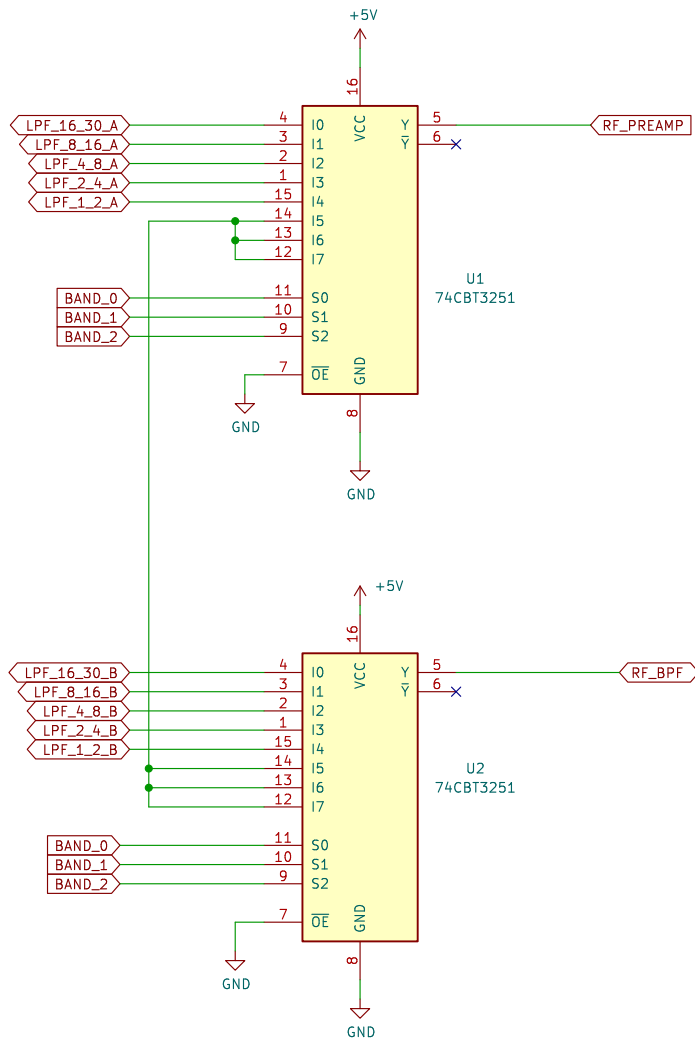 +5V
16
LPF_16_30_A 4 I0 VCC Y 5 RF_PREAMP
LPF_8_16_A 3 I1 Y 6
LPF_4_8_A 2 I2
LPF_2_4_A 1 I3
LPF_1_2_A 15 I4
14 I5
13 I6
12 I7
U1
BAND_0 11 S0 74CBT3251
BAND_1 10 S1
BAND_2 9 S2
7 OE GND
8
GND
GND
+5V
16
LPF_16_30_B 4 I0 VCC Y 5 RF_BPF
LPF_8_16_B 3 I1 Y 6
LPF_4_8_B 2 I2
LPF_2_4_B 1 I3
LPF_1_2_B 15 I4
14 I5 U2
13 I6 74CBT3251
12 I7
BAND_0 11 S0
BAND_1 10 S1
BAND_2 9 S2
7 OE GND
8
GND
GND